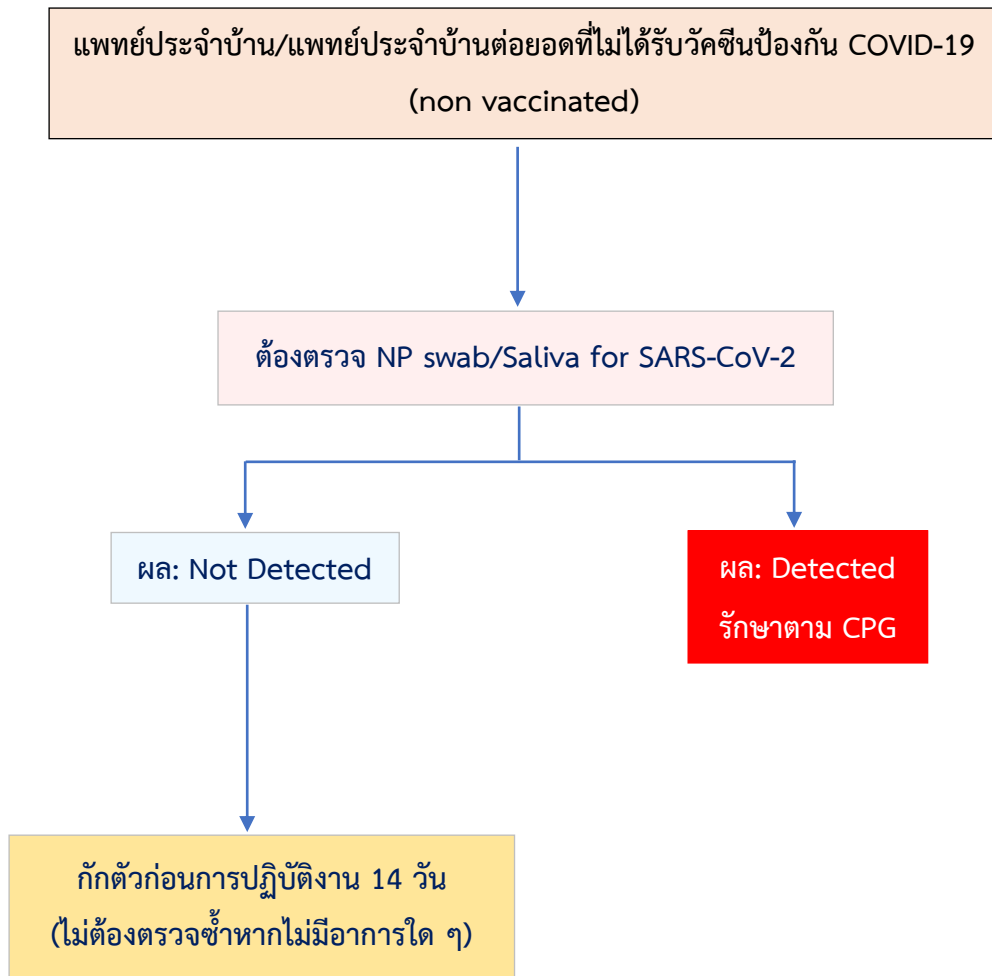 แพทย์ประจำบ้าน/แพทย์ประจำบ้านต่อยอดที่ไม่ได้รับวัคซีนป้องกัน COVID-19
(non vaccinated)
ต้องตรวจ NP swab/Saliva for SARS-CoV-2
ผล: Not Detected
ผล: Detected
รักษาตาม CPG
กักตัวก่อนการปฏิบัติงาน 14 วัน
(ไม่ต้องตรวจซ้ำหากไม่มีอาการใด ๆ)